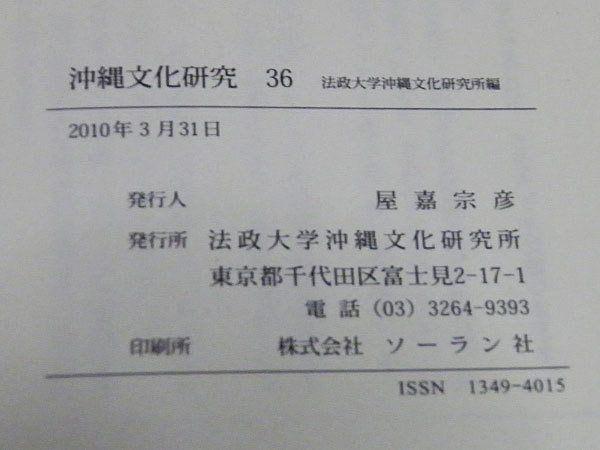 沖縄文化研究 36 法政大学沖縄文化研究所編
2010年3月31日
発行人 屋嘉宗彦
発行所 法政大学沖縄文化研究所
東京都千代田区富士見2-17-1
電話(03)3264-9393
印刷所 株式会社 ソーラン社
ISSN 1349-4015